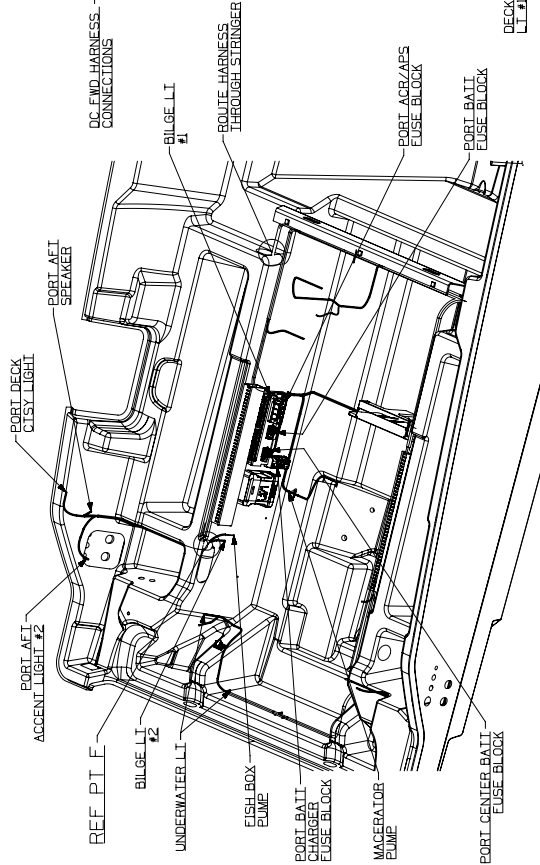 DC FWD HARNESS
CONNECTIONS
BILGE LT
#1
ROUTE HARNESS
THROUGH STRINGER
PORT ACR/APS
FUSE BLOCK
PORT BATT
FUSE BLOCK
DECK
LT #1
PORT DECK
CTSY LIGHT
PORT AFT
SPEAKER
PORT AFT
ACCENT LIGHT #2
REF PT F
BILGE LT
#2
UNDERWATER LT
FISH BOX
PUMP
PORT BATT
CHARGER
FUSE BLOCK
MACERATOR
PUMP
PORT CENTER BATT
FUSE BLOCK